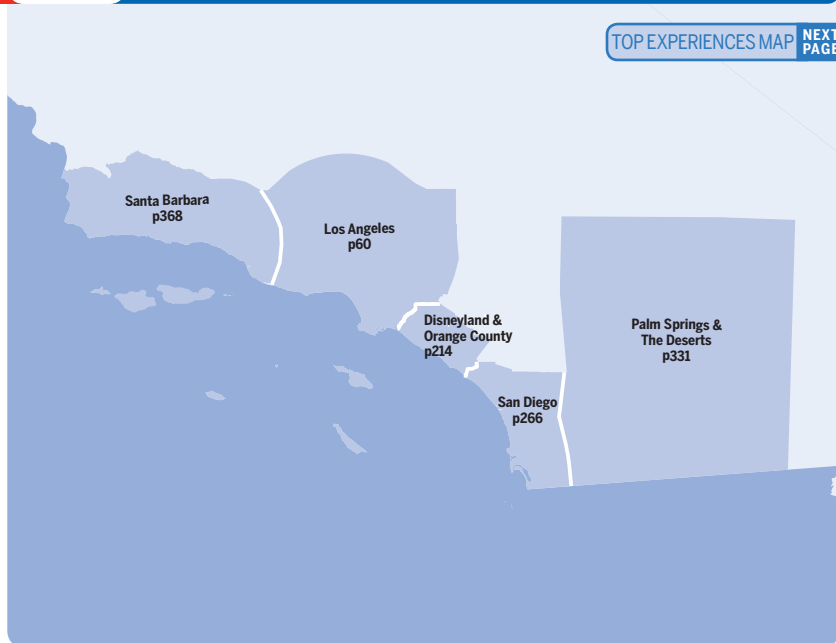 TOP EXPERIENCES MAP NEXT
PAGE
Santa Barbara
p368
Los Angeles
p60
Disneyland &
Orange County
p214
Palm Springs &
The Deserts
p331
San Diego
p266